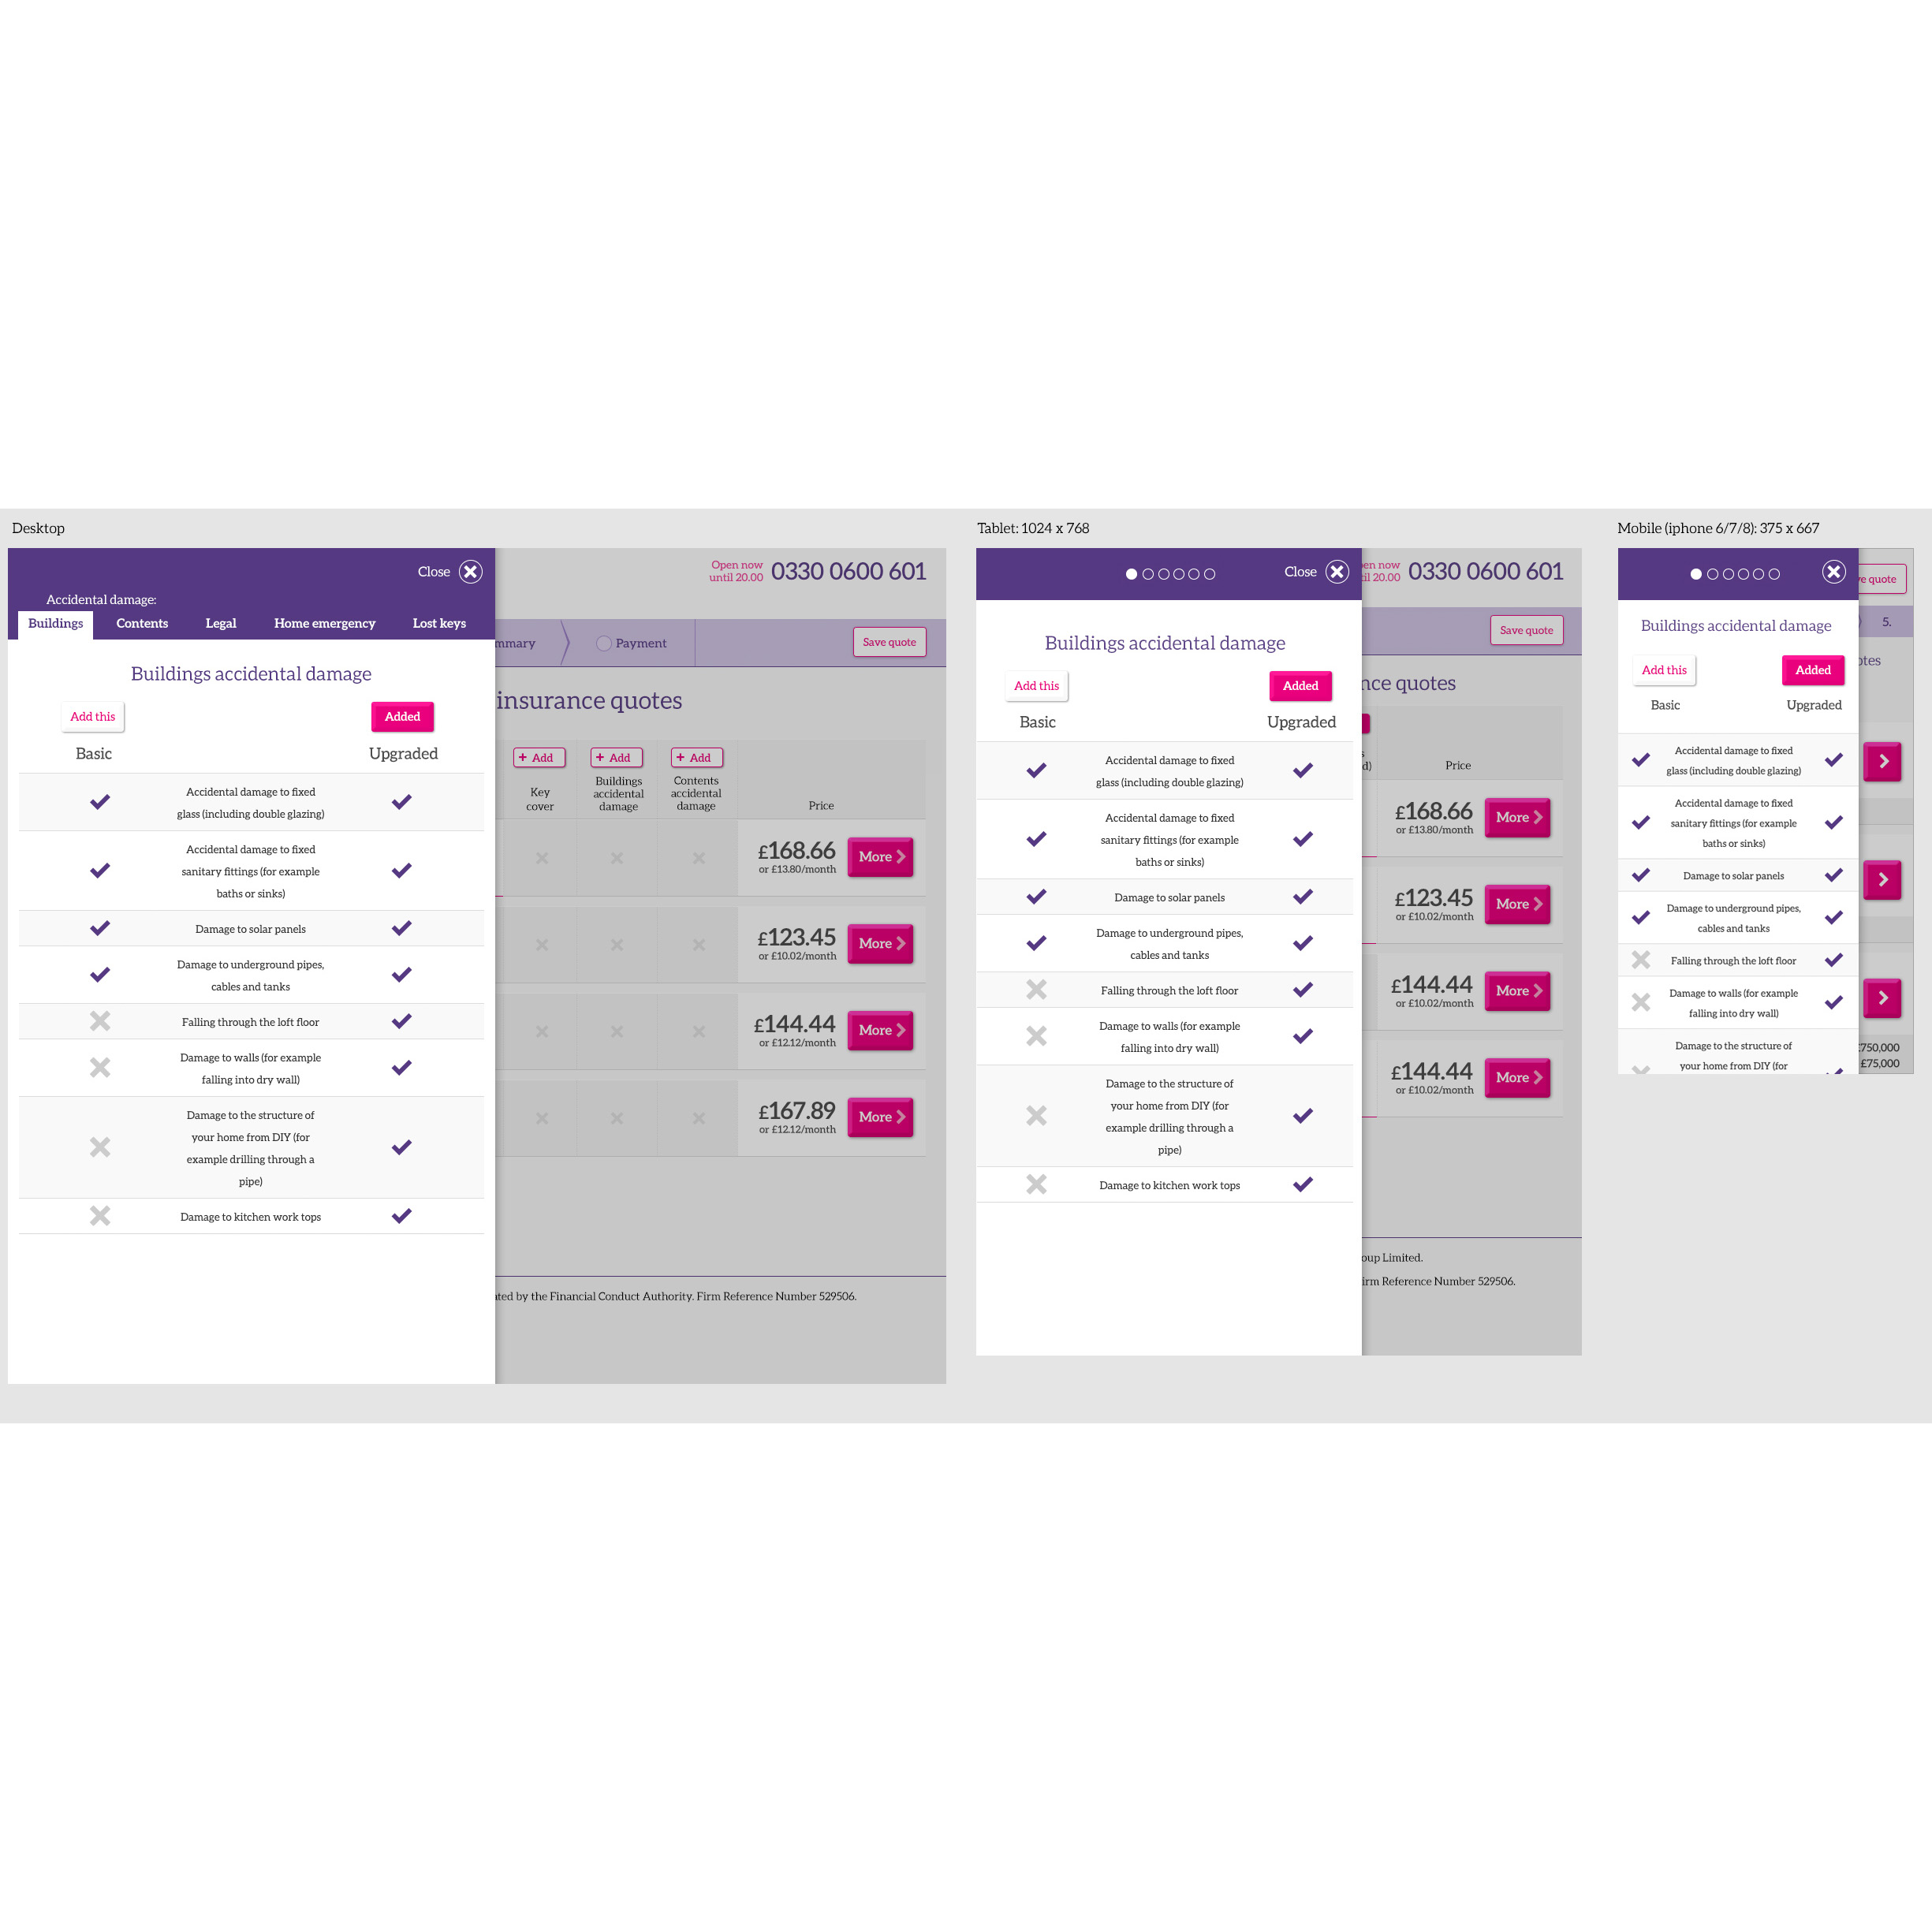 Desktop
Close
Accidental damage:
Buildings Contents Legal Home emergency Lost keys
Buildings accidental damage
Add this Added
Basic Upgraded
Accidental damage to fixed
glass (including double glazing)
Accidental damage to fixed
sanitary fittings (for example
baths or sinks)
Damage to solar panels
Damage to underground pipes,
cables and tanks
Falling through the loft floor
Damage to walls (for example
falling into dry wall)
Damage to the structure of
your home from DIY (for
example drilling through a
pipe)
Damage to kitchen work tops
Open now
until 20.00
0330 0600 601
mmary
Payment
Save quote
insurance quotes
+ Add + Add + Add
Key
cover
Buildings
accidental
damage
Contents
accidental
damage
Price
£168.66
or £13.80/month
More
£123.45
or £10.02/month
More
£144.44
or £12.12/month
More
£167.89
or £12.12/month
More
ted by the Financial Conduct Authority. Firm Reference Number 529506.
Tablet: 1024 x 768
Close
Buildings accidental damage
Add this Added
Basic Upgraded
Accidental damage to fixed
glass (including double glazing)
Accidental damage to fixed
sanitary fittings (for example
baths or sinks)
Damage to solar panels
Damage to underground pipes,
cables and tanks
Falling through the loft floor
Damage to walls (for example
falling into dry wall)
Damage to the structure of
your home from DIY (for
example drilling through a
pipe)
Damage to kitchen work tops
en now
til 20.00
0330 0600 601
Save quote
nce quotes
s
d)
Price
£168.66
or £13.80/month
More
£123.45
or £10.02/month
More
£144.44
or £10.02/month
More
£144.44
or £10.02/month
More
oup Limited.
irm Reference Number 529506.
Mobile (iphone 6/7/8): 375 x 667
Buildings accidental damage
Add this Added
Basic Upgraded
Accidental damage to fixed
glass (including double glazing)
Accidental damage to fixed
sanitary fittings (for example
baths or sinks)
Damage to solar panels
Damage to underground pipes,
cables and tanks
Falling through the loft floor
Damage to walls (for example
falling into dry wall)
Damage to the structure of
your home from DIY (for
ve quote
5.
otes
£750,000
£75,000